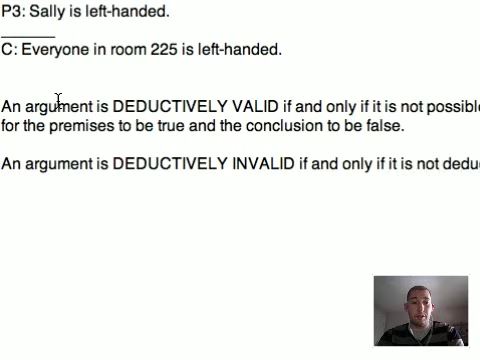 P3: Sally is left-handed.
C: Everyone in room 225 is left-handed.
An argument is DEDUCTIVELY VALID if and only if it is not possible
for the premises to be true and the conclusion to be false.
An argument is DEDUCTIVELY INVALID if and only if it is not dedu